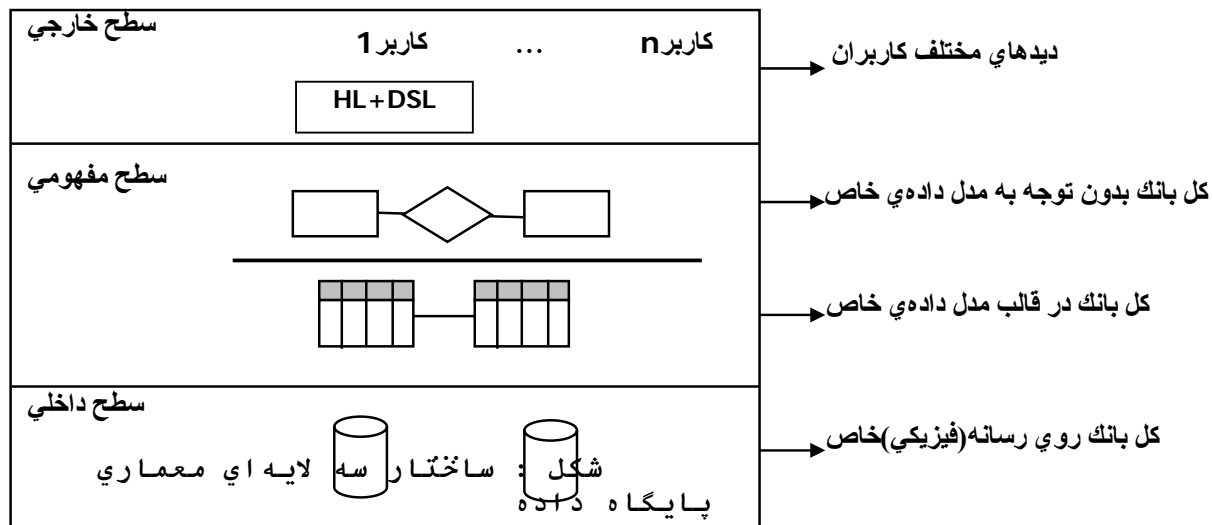 سطح خارجي
كاربر1 ... كاربرn
HL+DSL
ديدهاي مختلف كاربران
سطح مفهومي
كل بانك بدون توجه به مدل داده‌ي خاص
كل بانك در قالب مدل داده‌ي خاص
سطح داخلي
كل بانك روي رسانه(فيزيكي)خاص
شكل : ساختار سه لايه اي معماري
پايگاه داده